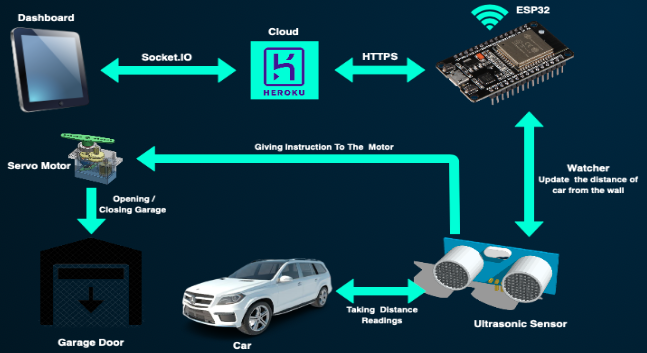 Dashboard
Cloud
ESP32
Socket.IO
HTTPS
HEROKU
Giving Instruction To The Motor
Servo Motor
Watcher
Update the distance of
car from the wall
Opening /
Closing Garage
Taking Distance
Readings
Ultrasonic Sensor
Garage Door
Car